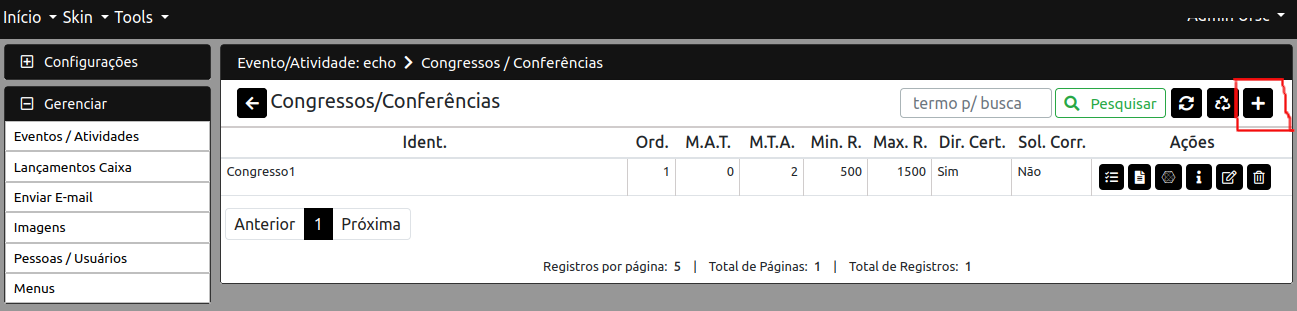 Início Skin Tools
Configurações
Gerenciar
Eventos / Atividades
Lançamentos Caixa
Enviar E-mail
Imagens
Pessoas / Usuários
Menus
Evento/Atividade: echo Congressos / Conferências
Congressos/Conferências termo p/ busca Pesquisar
Ident. Ord. M.A.T. M.T.A. Min. R. Max. R. Dir. Cert. Sol. Corr. Ações
Congresso1 1 0 2 500 1500 Sim Não
Anterior 1 Próxima
Registros por página: 5 | Total de Páginas: 1 | Total de Registros: 1